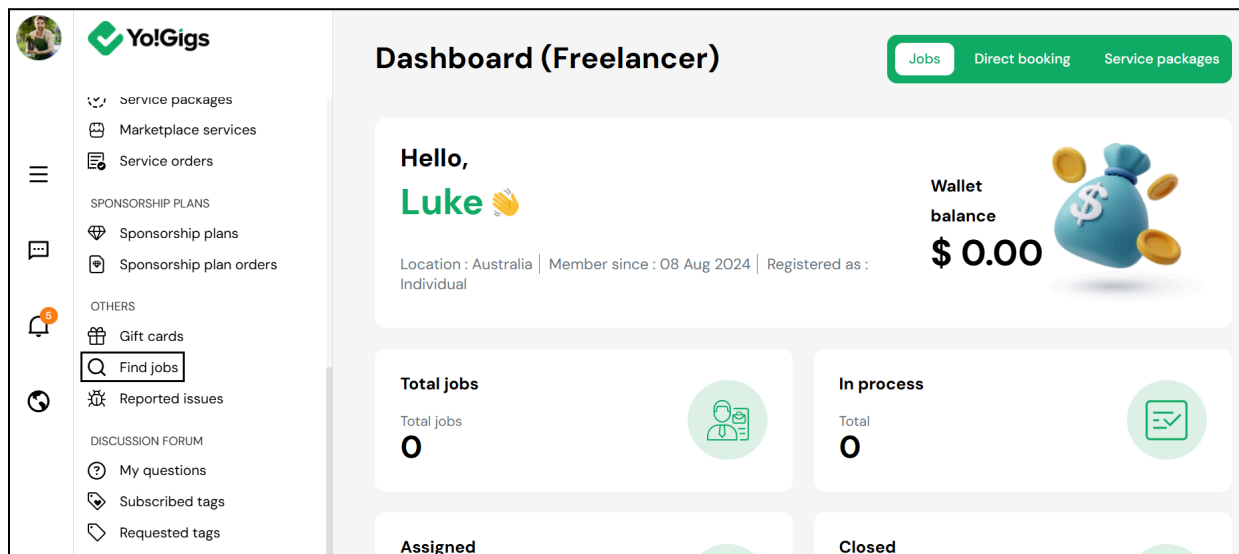 Yo!Gigs
Service packages
Marketplace services
Service orders
SPONSORSHIP PLANS
Sponsorship plans
Sponsorship plan orders
OTHERS
Gift cards
Find jobs
Reported issues
DISCUSSION FORUM
My questions
Subscribed tags
Requested tags
5
Dashboard (Freelancer)
Jobs Direct booking Service packages
Hello,
Luke 👋
Location : Australia | Member since : 08 Aug 2024 | Registered as :
Individual
Wallet
balance
$ 0.00
$
Total jobs
Total jobs
0
In process
Total
0
Assigned
Closed